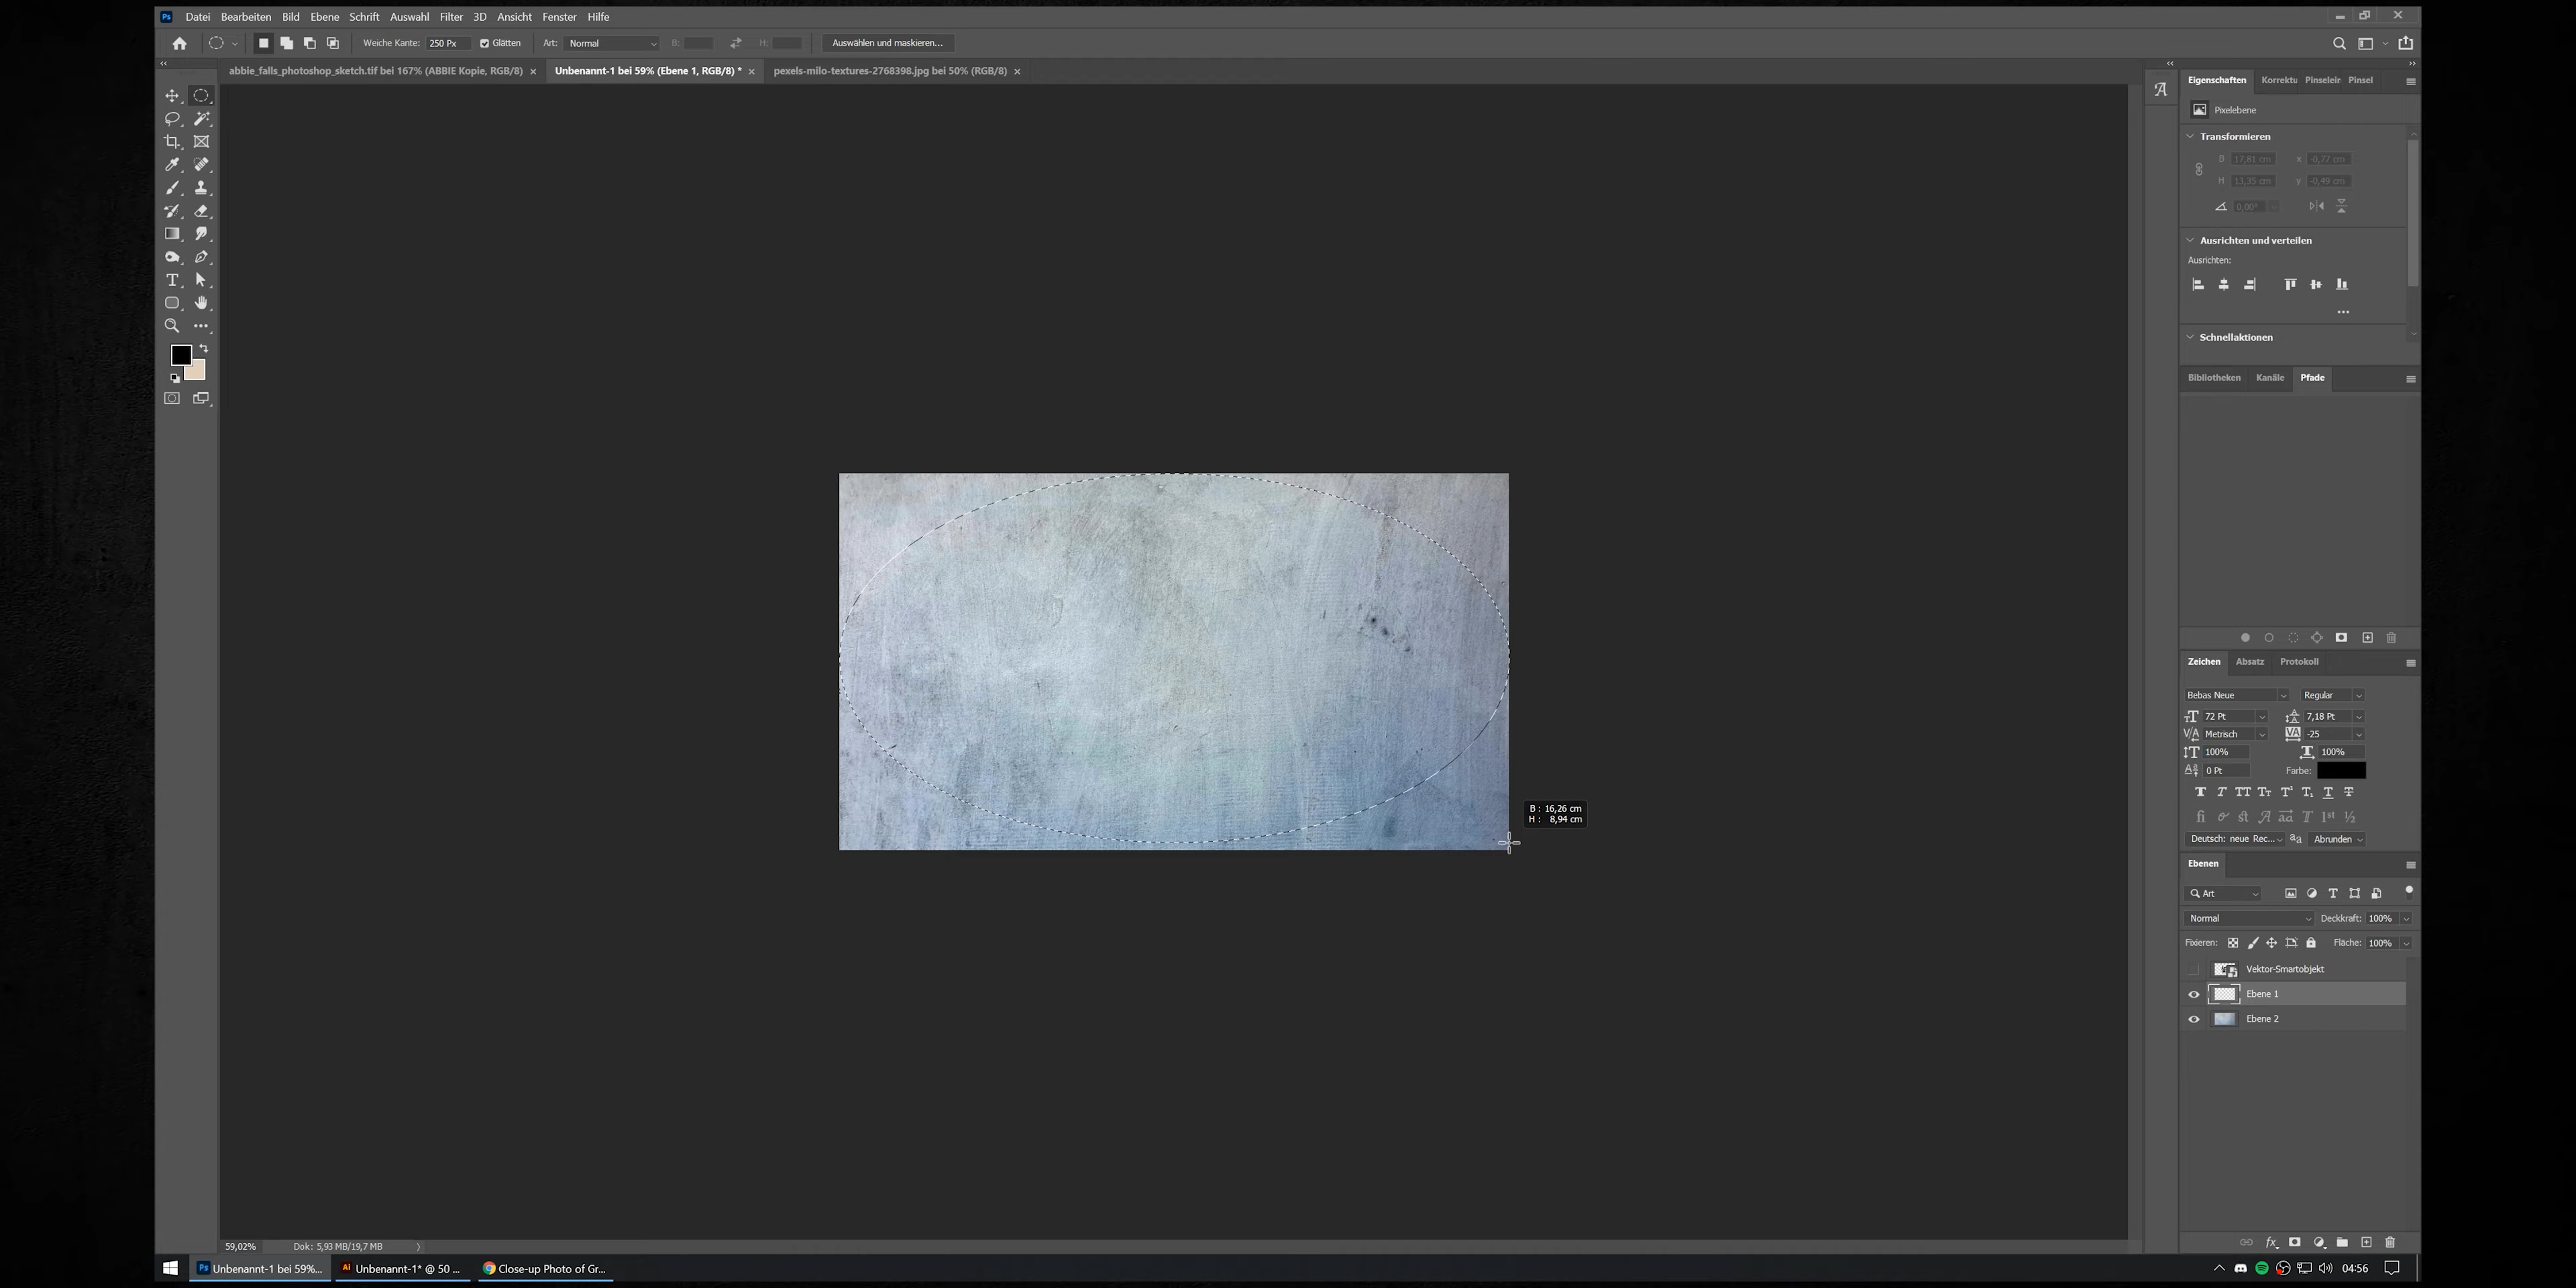 Ps Datei Bearbeiten Bild Ebene Schrift Auswahl Filter 3D Ansicht Fenster Hilfe
Weiche Kante: 250 Px Glätten Art: Normal B: H: Auswählen und maskieren...
abbie_falls_photoshop_sketch.tif bei 167% (ABBIE Kopie, RGB/8) × Unbenannt-1 bei 59% (Ebene 1, RGB/8) * × pexels-milo-textures-2768398.jpg bei 50% (RGB/8) ×
Eigenschaften Korrektu Pinselein Pinsel
Pixelebene
Transformieren
B 17,81 cm x -0,77 cm
H 13,35 cm y -0,49 cm
0,00°
Ausrichten und verteilen
Ausrichten:
Schnellaktionen
Bibliotheken Kanäle Pfade
Zeichen Absatz Protokoll
Bebas Neue Regular
72 Pt 7,18 Pt
Metrisch -25
100% 100%
0 Pt Farbe:
Deutsch: neue Rec... aa Abrunden
B : 16,26 cm
H : 8,94 cm
Ebenen
Art
Normal Deckkraft: 100%
Fixieren: Fläche: 100%
Vektor-Smartobjekt
Ebene 1
Ebene 2
59,02% Dok: 5,93 MB/19,7 MB
Ps Unbenannt-1 bei 59%... Ai Unbenannt-1* @ 50 ... Close-up Photo of Gr... 04:56